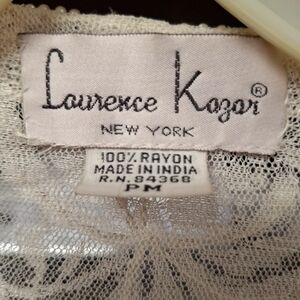 Laurence Kazar®
NEW YORK
100% RAYON
MADE IN INDIA
R.N. 84368
PM